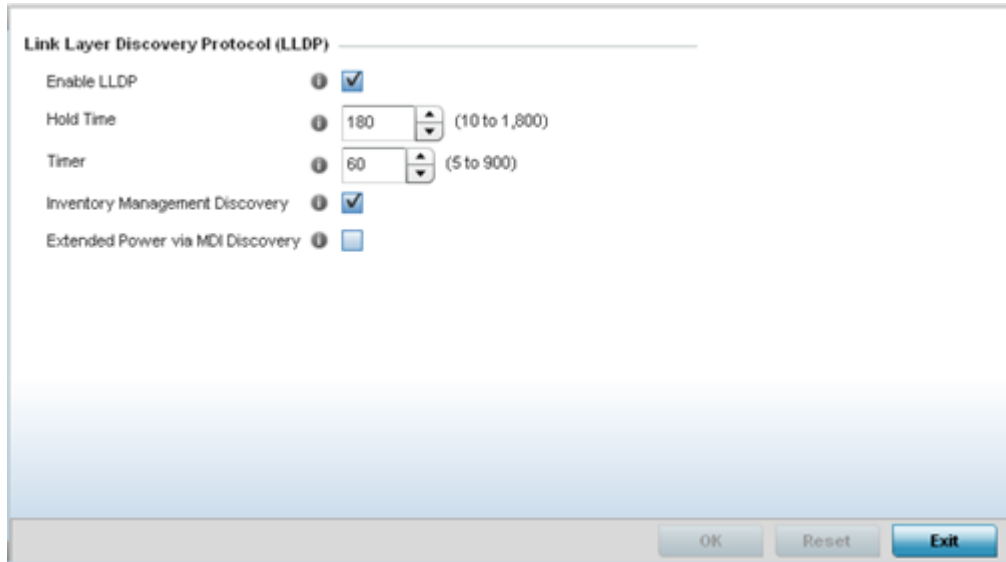 Link Layer Discovery Protocol (LLDP)
Enable LLDP
Hold Time 180 (10 to 1,800)
Timer 60 (5 to 900)
Inventory Management Discovery
Extended Power via MDI Discovery
OK Reset Exit